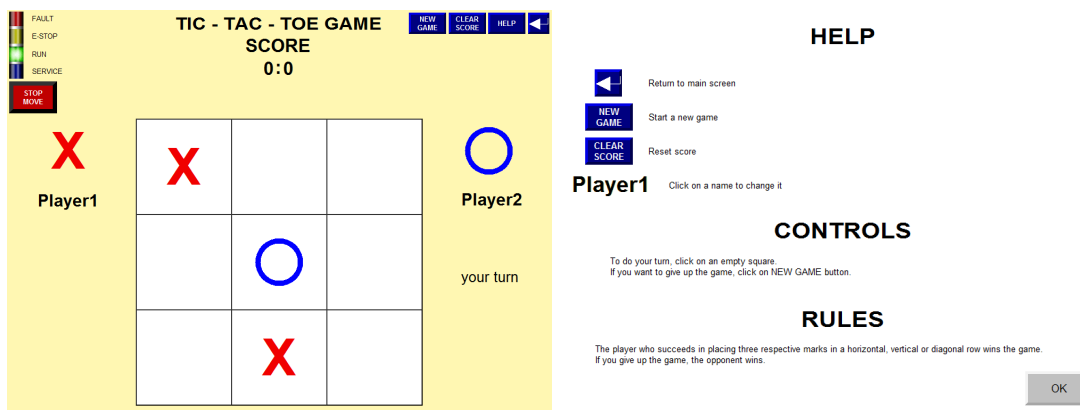 FAULT
E-STOP
RUN
SERVICE
STOP
MOVE
TIC - TAC - TOE GAME
SCORE
0:0
NEW
GAME
CLEAR
SCORE
HELP
X
Player1
X
X
Player2
your turn
HELP
Return to main screen
NEW
GAME
Start a new game
CLEAR
SCORE
Reset score
Player1
Click on a name to change it
CONTROLS
To do your turn, click on an empty square.
If you want to give up the game, click on NEW GAME button.
RULES
The player who succeeds in placing three respective marks in a horizontal, vertical or diagonal row wins the game.
If you give up the game, the opponent wins.
OK